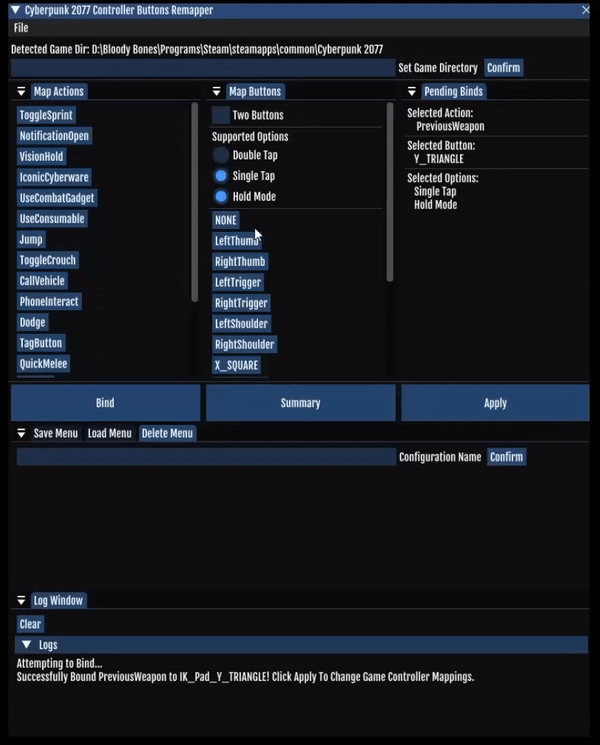 Cyberpunk 2077 Controller Buttons Remapper
File
Detected Game Dir: D:\Bloody Bones\Programs\Steam\steamapps\common\Cyberpunk 2077
Set Game Directory Confirm
Map Actions
ToggleSprint
NotificationOpen
VisionHold
IconicCyberware
UseCombatGadget
UseConsumable
Jump
ToggleCrouch
CallVehicle
PhoneInteract
Dodge
TagButton
QuickMelee
Map Buttons
Two Buttons
Supported Options
Double Tap
Single Tap
Hold Mode
NONE
LeftThumb
RightThumb
LeftTrigger
RightTrigger
LeftShoulder
RightShoulder
X_SQUARE
Pending Binds
Selected Action:
PreviousWeapon
Selected Button:
Y_TRIANGLE
Selected Options:
Single Tap
Hold Mode
Bind Summary Apply
Save Menu Load Menu Delete Menu
Configuration Name Confirm
Log Window
Clear
Logs
Attempting to Bind...
Successfully Bound PreviousWeapon to IK_Pad_Y_TRIANGLE! Click Apply To Change Game Controller Mappings.